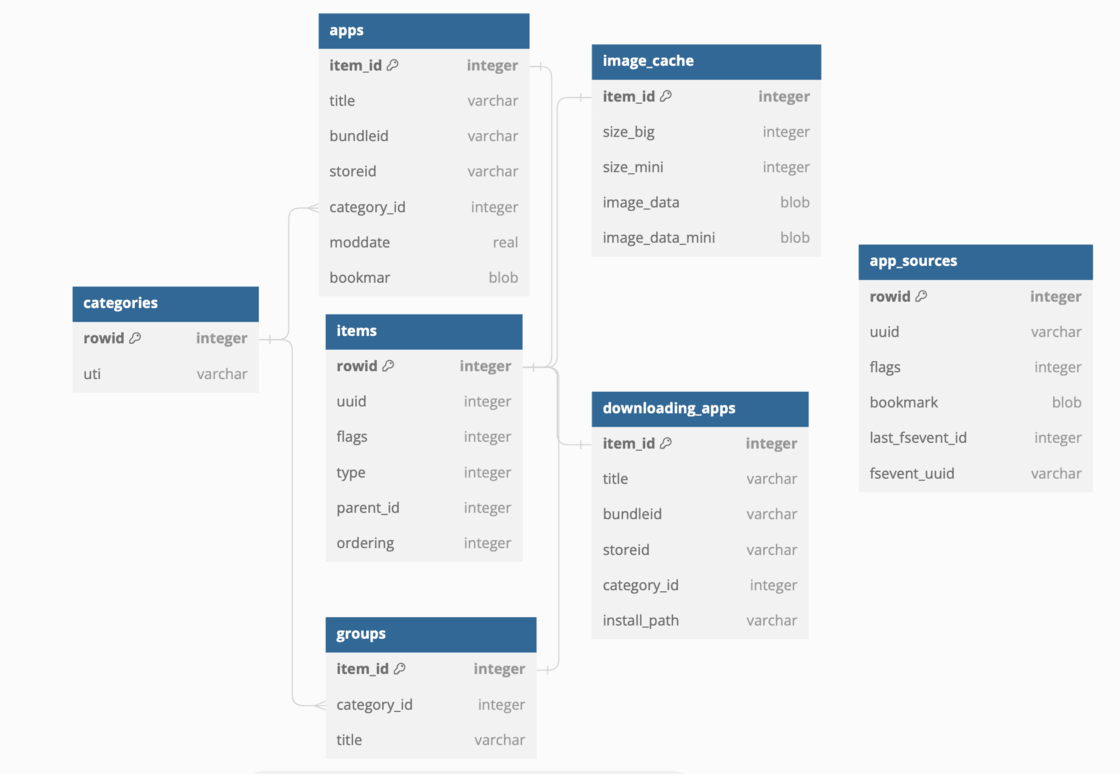 apps
item_id integer
title varchar
bundleid varchar
storeid varchar
category_id integer
moddate real
bookmar blob
image_cache
item_id integer
size_big integer
size_mini integer
image_data blob
image_data_mini blob
app_sources
rowid integer
uuid varchar
flags integer
bookmark blob
last_fsevent_id integer
fsevent_uuid varchar
categories
rowid integer
uti varchar
items
rowid integer
uuid integer
flags integer
type integer
parent_id integer
ordering integer
downloading_apps
item_id integer
title varchar
bundleid varchar
storeid varchar
category_id integer
install_path varchar
groups
item_id integer
category_id integer
title varchar